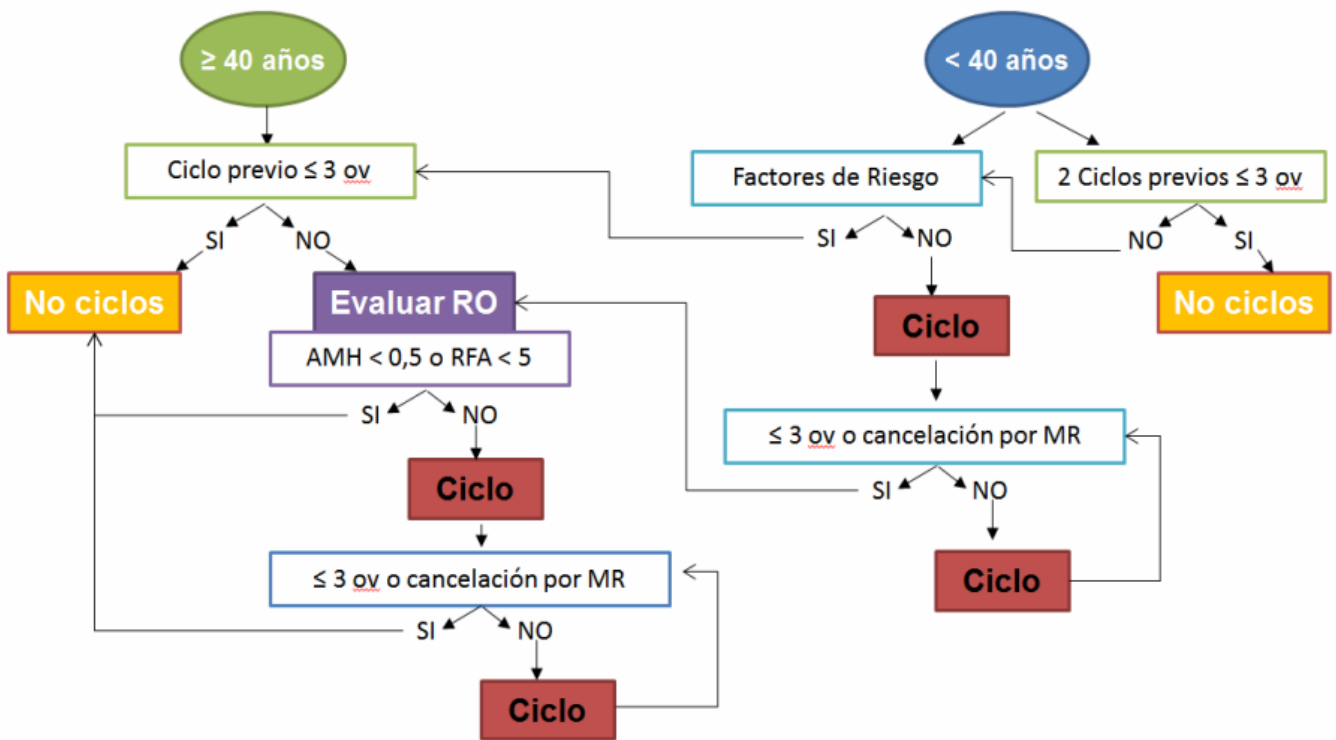 ≥ 40 años
< 40 años
Ciclo previo ≤ 3 ov
Factores de Riesgo
2 Ciclos previos ≤ 3 ov
SI
NO
SI
NO
NO
SI
No ciclos
Evaluar RO
No ciclos
Ciclo
AMH < 0,5 o RFA < 5
SI
NO
≤ 3 ov o cancelación por MR
Ciclo
SI
NO
≤ 3 ov o cancelación por MR
Ciclo
SI
NO
Ciclo